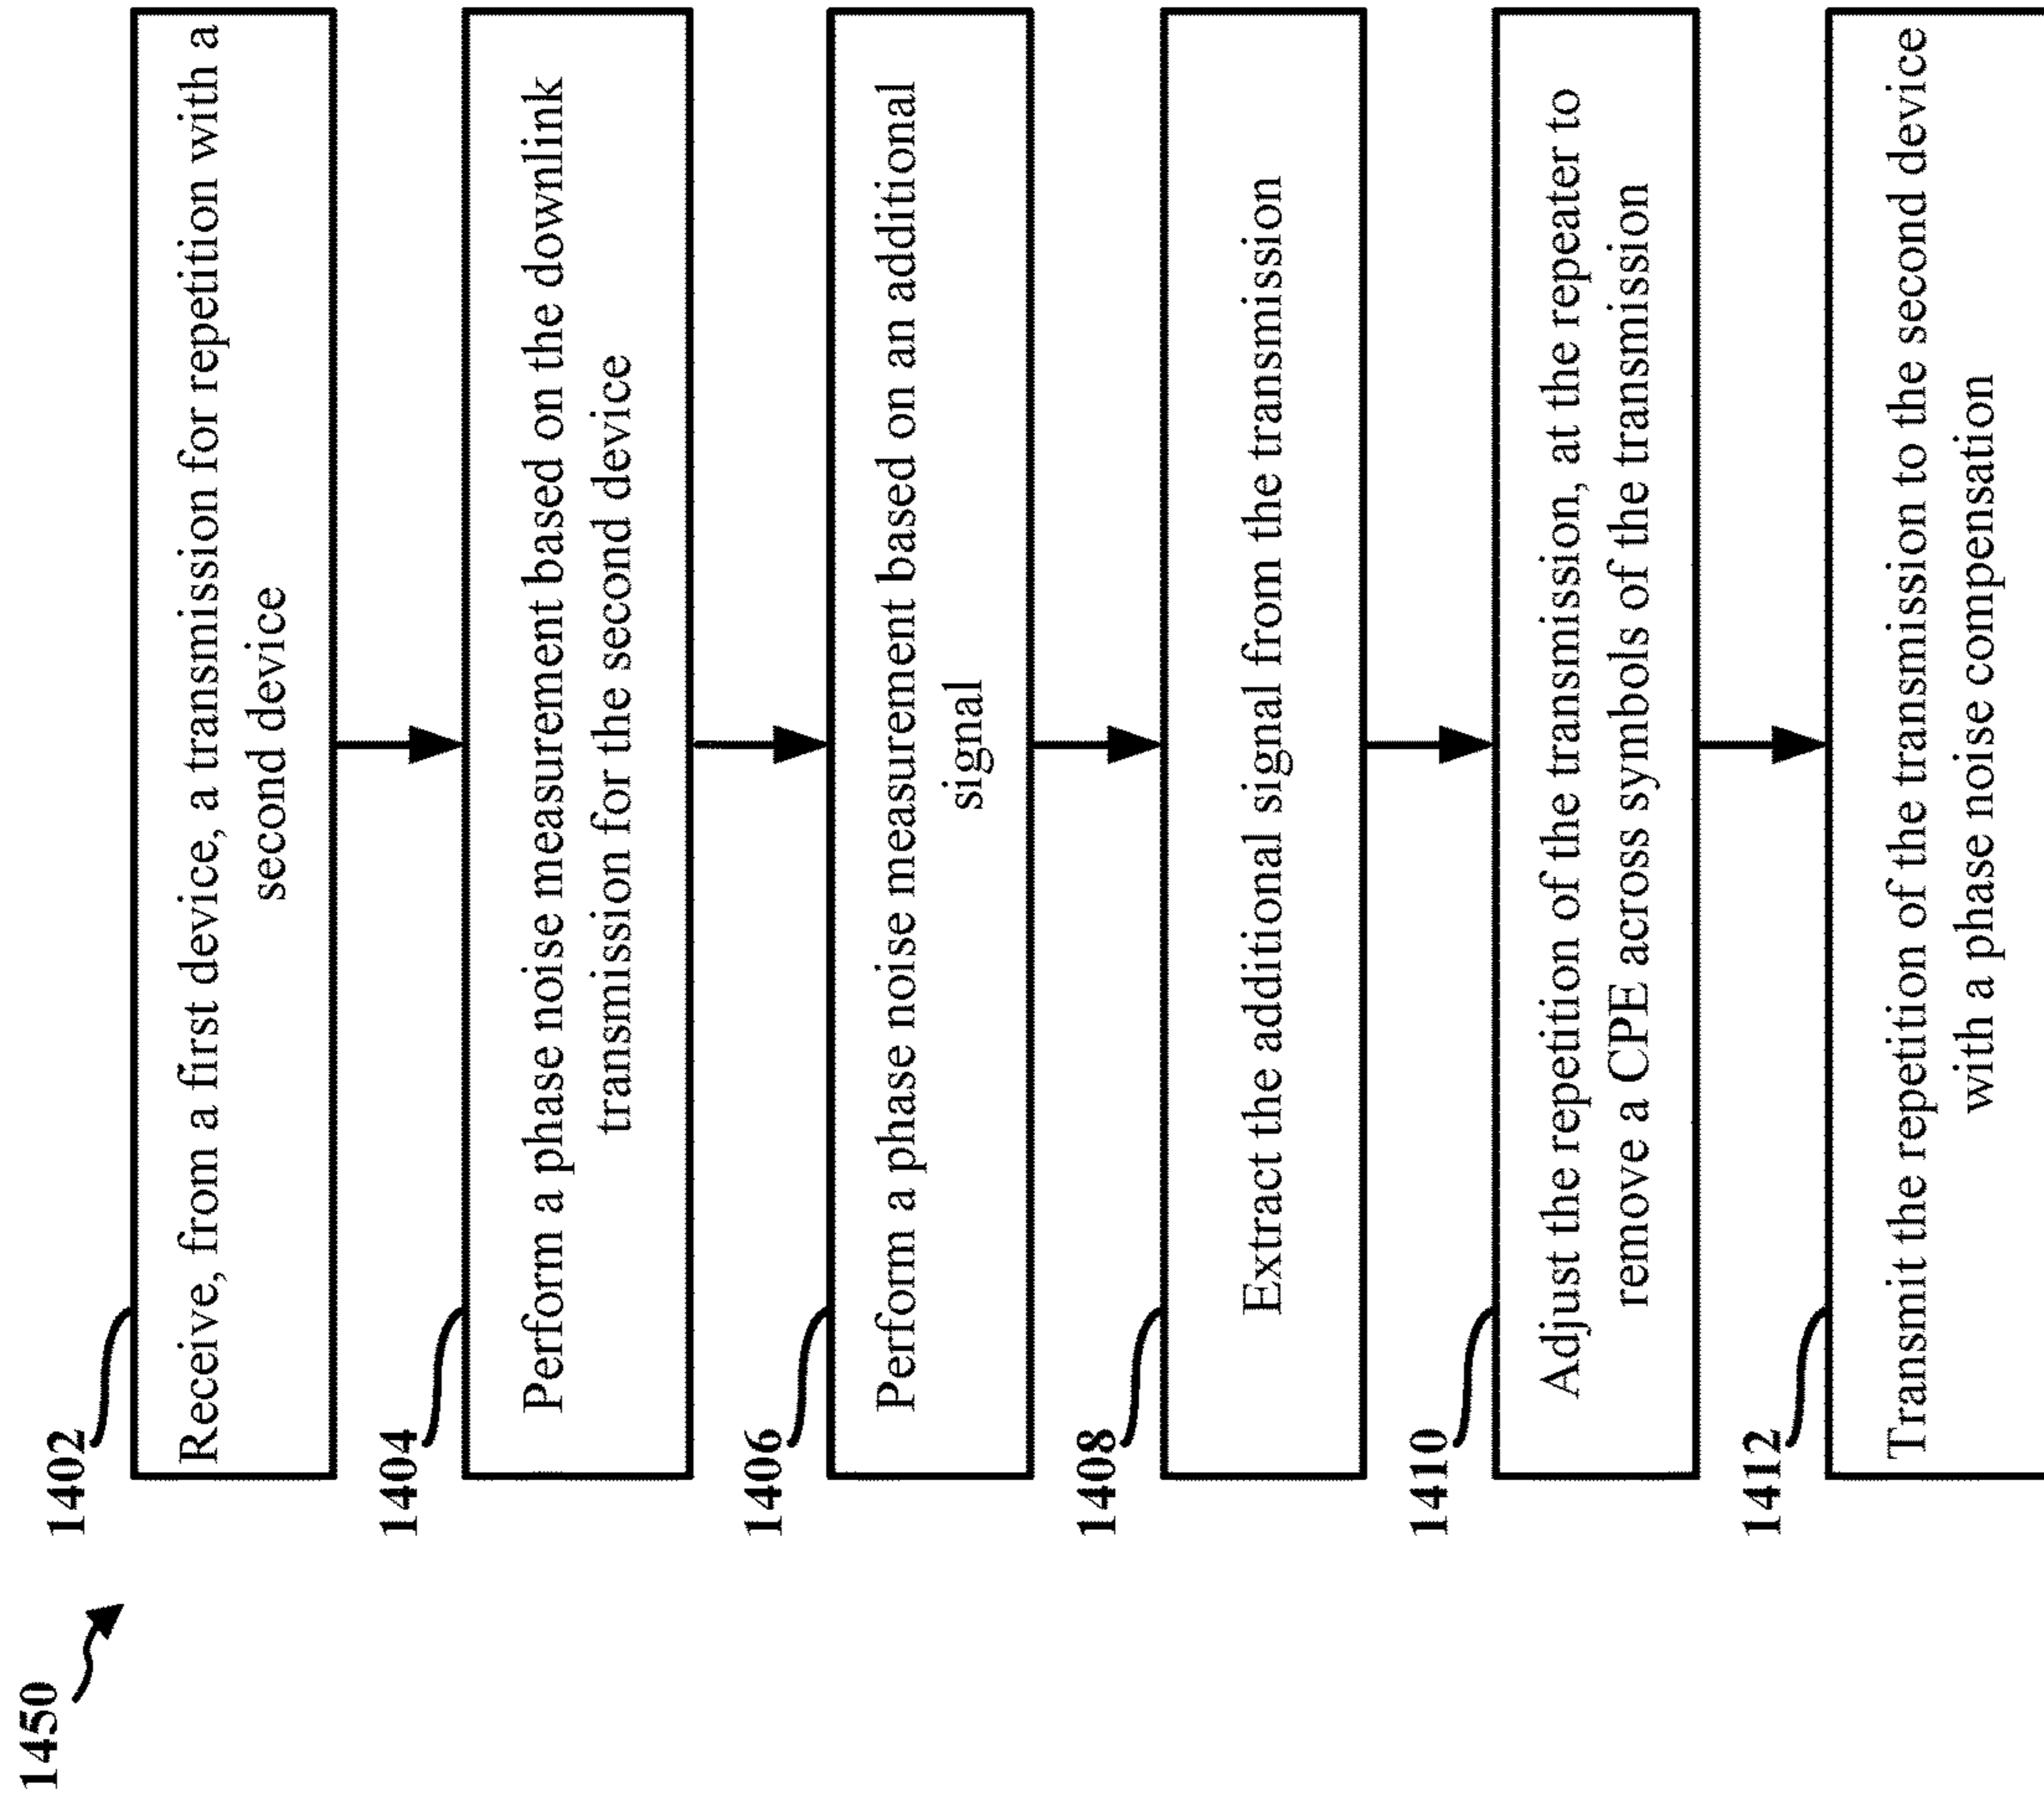 1450
1402
Receive, from a first device, a transmission for repetition with a
second device
1404
Perform a phase noise measurement based on the downlink
transmission for the second device
1406
Perform a phase noise measurement based on an additional
signal
1408
Extract the additional signal from the transmission
1410
Adjust the repetition of the transmission, at the repeater to
remove a CPE across symbols of the transmission
1412
Transmit the repetition of the transmission to the second device
with a phase noise compensation